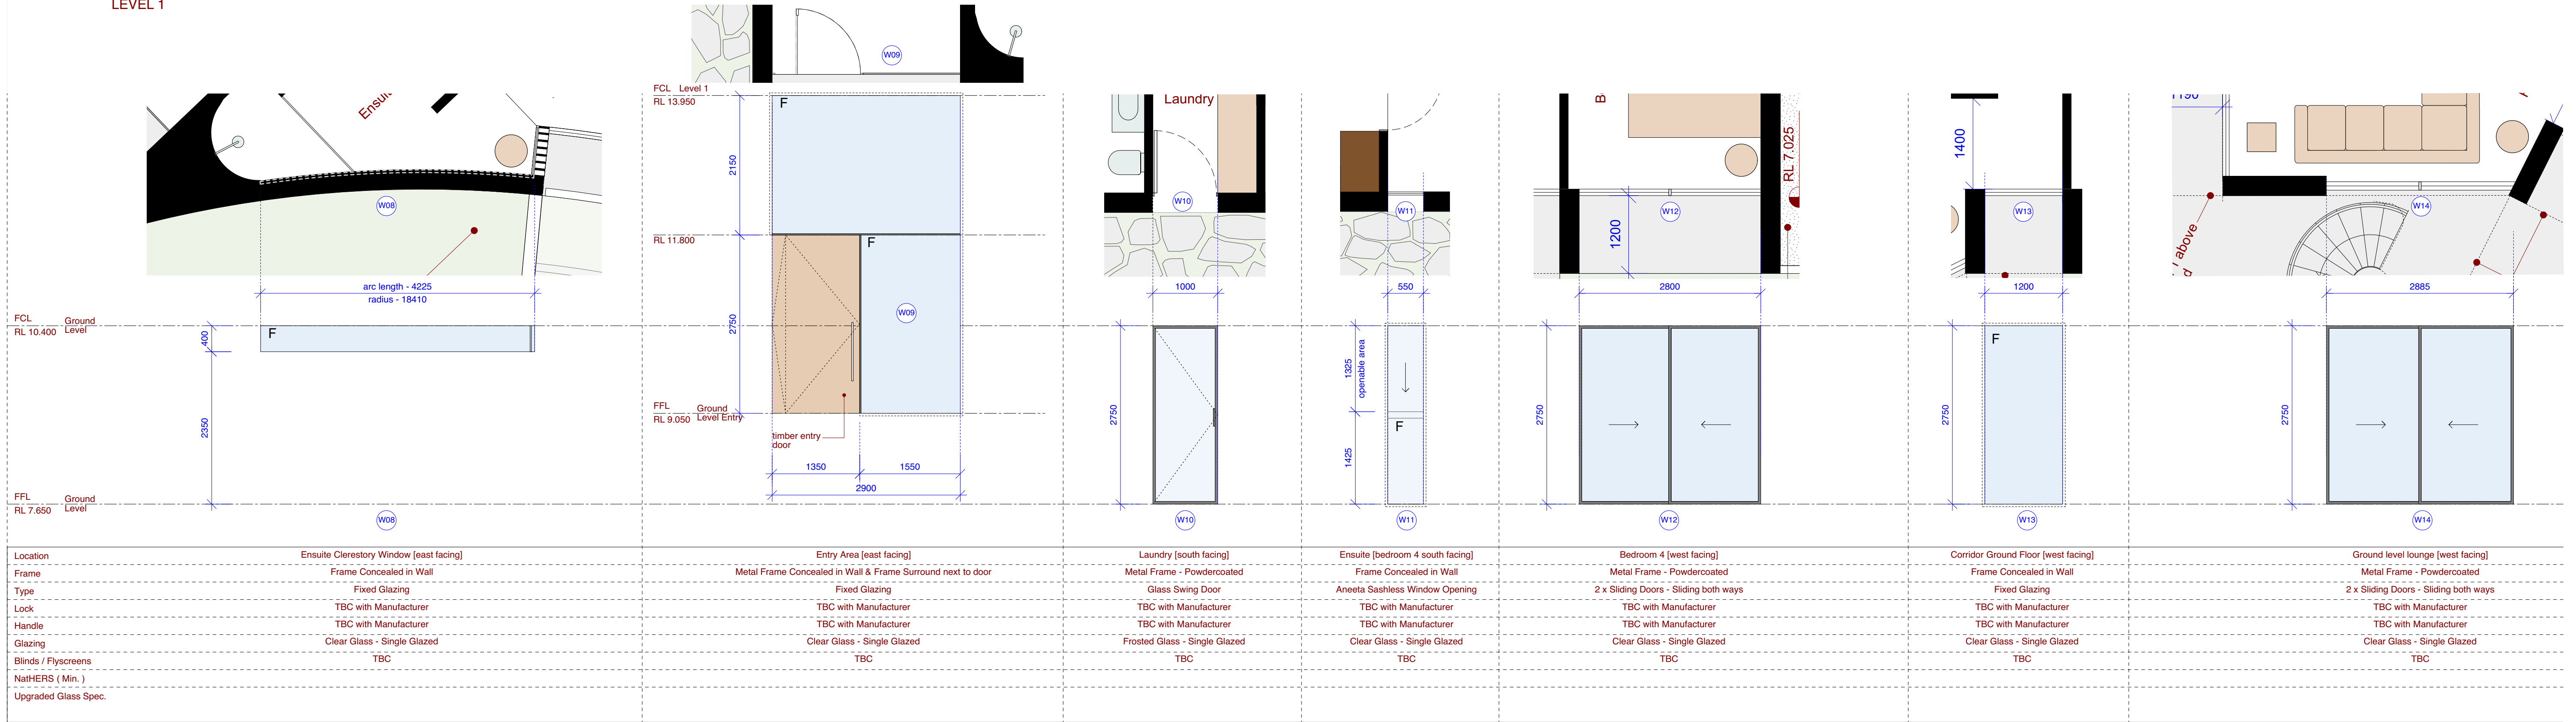 LEVEL 1
W09
FCL Level 1
RL 13.950
F
2150
RL 11.800
F
2750
W09
FFL Ground
Level Entry
RL 9.050
timber entry
door
1350
1550
2900
W08
arc length - 4225
radius - 18410
FCL Ground
Level
RL 10.400
F
400
2350
FFL Ground
Level
RL 7.650
W08
Laundry
W10
1000
2750
W10
W11
550
1325
openable area
F
1425
W11
B
RL 7.025
W12
1200
2800
2750
W12
1400
W13
1200
F
2750
W13
1190
above
d
W14
2885
2750
W14
Location
Ensuite Clerestory Window [east facing]
Entry Area [east facing]
Laundry [south facing]
Ensuite [bedroom 4 south facing]
Bedroom 4 [west facing]
Corridor Ground Floor [west facing]
Ground level lounge [west facing]
Frame
Frame Concealed in Wall
Metal Frame Concealed in Wall & Frame Surround next to door
Metal Frame - Powdercoated
Frame Concealed in Wall
Metal Frame - Powdercoated
Frame Concealed in Wall
Metal Frame - Powdercoated
Type
Fixed Glazing
Fixed Glazing
Glass Swing Door
Aneeta Sashless Window Opening
2 x Sliding Doors - Sliding both ways
Fixed Glazing
2 x Sliding Doors - Sliding both ways
Lock
TBC with Manufacturer
TBC with Manufacturer
TBC with Manufacturer
TBC with Manufacturer
TBC with Manufacturer
TBC with Manufacturer
TBC with Manufacturer
Handle
TBC with Manufacturer
TBC with Manufacturer
TBC with Manufacturer
TBC with Manufacturer
TBC with Manufacturer
TBC with Manufacturer
TBC with Manufacturer
Glazing
Clear Glass - Single Glazed
Clear Glass - Single Glazed
Frosted Glass - Single Glazed
Clear Glass - Single Glazed
Clear Glass - Single Glazed
Clear Glass - Single Glazed
Clear Glass - Single Glazed
Blinds / Flyscreens
TBC
TBC
TBC
TBC
TBC
TBC
TBC
NatHERS ( Min. )
Upgraded Glass Spec.